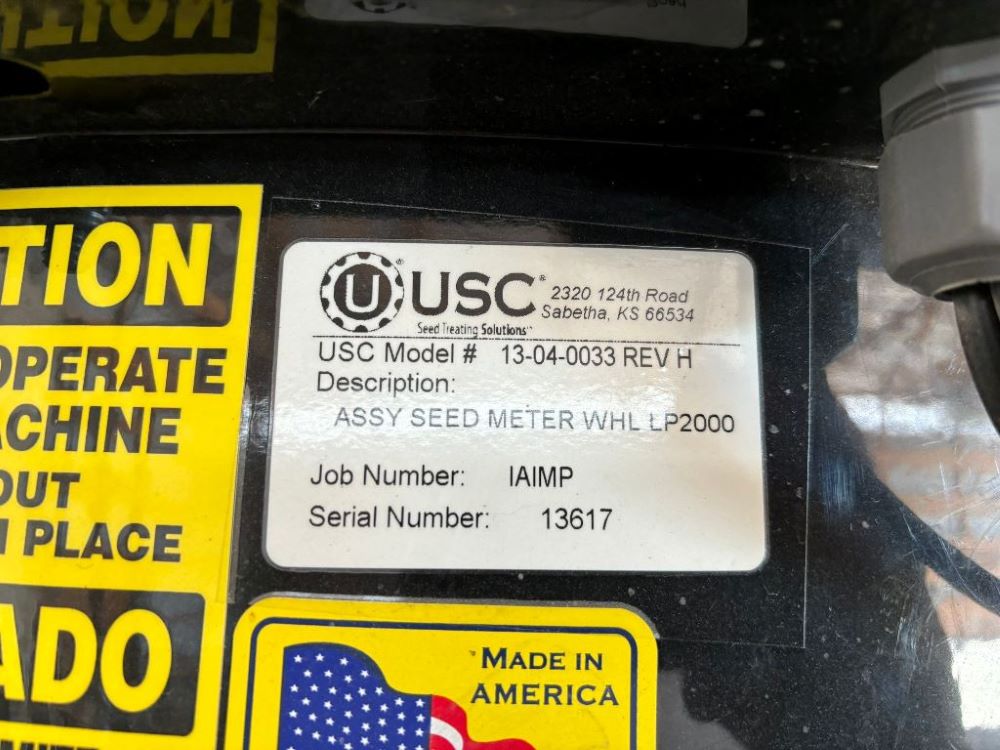 TION
OPERATE
ACHINE
OUT
PLACE
ADO
U USC® 2320 124th Road
Sabetha, KS 66534
Seed Treating Solutions™
USC Model # 13-04-0033 REV H
Description:
ASSY SEED METER WHL LP2000
Job Number: IAIMP
Serial Number: 13617
MADE IN
AMERICA